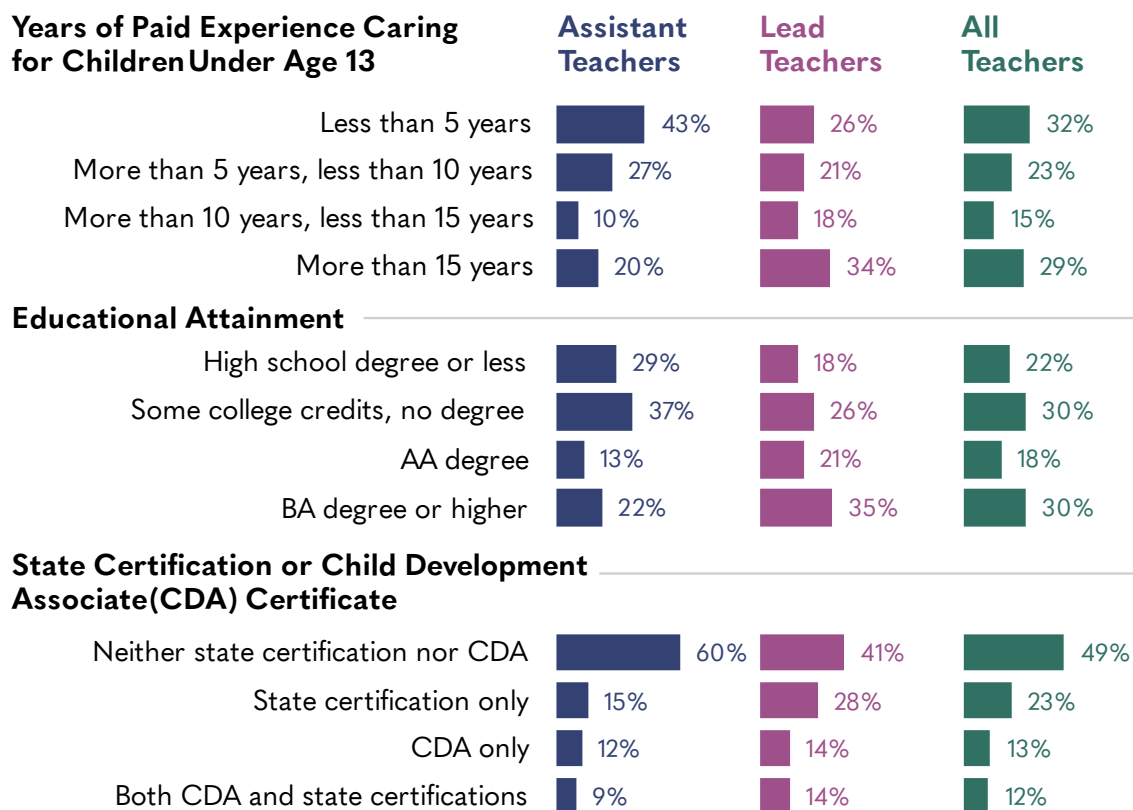 Years of Paid Experience Caring for Children Under Age 13
Assistant Teachers
Lead Teachers
All Teachers
Less than 5 years 43% 26% 32%
More than 5 years, less than 10 years 27% 21% 23%
More than 10 years, less than 15 years 10% 18% 15%
More than 15 years 20% 34% 29%
Educational Attainment
High school degree or less 29% 18% 22%
Some college credits, no degree 37% 26% 30%
AA degree 13% 21% 18%
BA degree or higher 22% 35% 30%
State Certification or Child Development
Associate(CDA) Certificate
Neither state certification nor CDA 60% 41% 49%
State certification only 15% 28% 23%
CDA only 12% 14% 13%
Both CDA and state certifications 9% 14% 12%